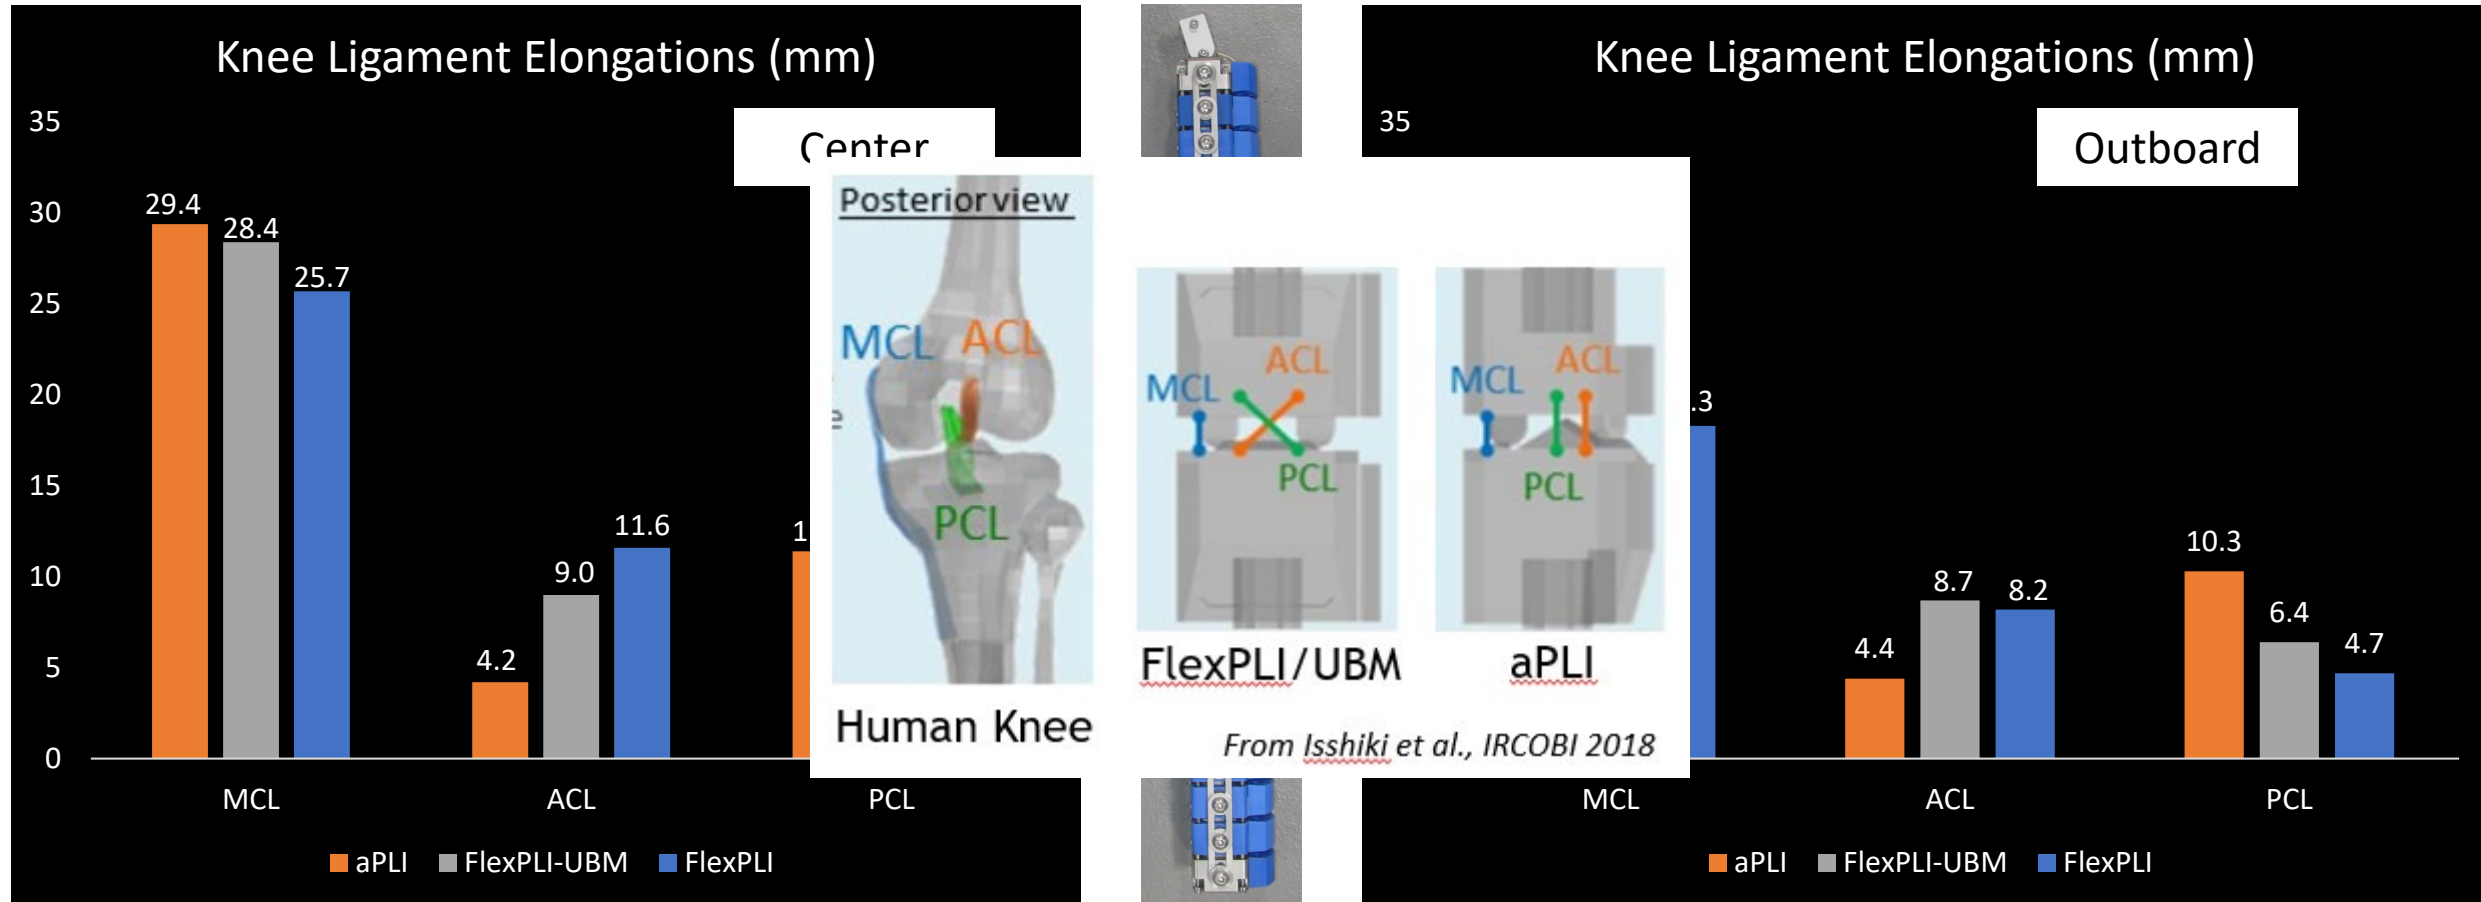 Knee Ligament Elongations (mm)
Center
35
30
25
20
15
10
5
0
29.4
28.4
25.7
4.2
9.0
11.6
MCL
ACL
PCL
aPLI
FlexPLI-UBM
FlexPLI
Posterior view
MCL
ACL
PCL
Human Knee
MCL
ACL
PCL
FlexPLI/UBM
MCL
ACL
PCL
aPLI
From Isshiki et al., IRCOBI 2018
Knee Ligament Elongations (mm)
Outboard
35
.3
4.4
8.7
8.2
10.3
6.4
4.7
MCL
ACL
PCL
aPLI
FlexPLI-UBM
FlexPLI